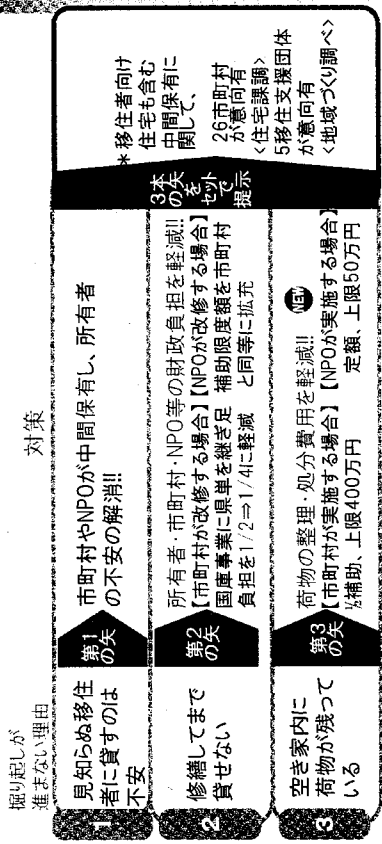 掘り起しが
進まない理由
対策
1
見知らぬ移住
者に貸すのは
不安
第1
の矢
市町村やNPOが中間保有し、所有者
の不安の解消!!
2
修繕してまで
貸せない
第2
の矢
所有者・市町村・NPO等の財政負担を軽減!!
【市町村が改修する場合】【NPOが改修する場合】
国庫事業に県単を継ぎ足 補助限度額を市町村
負担を1/2⇒1/4に軽減 と同等に拡充
3
空き家内に
荷物が残って
いる
第3
の矢
荷物の整理・処分費用を軽減!! NEW
【市町村が実施する場合】【NPOが実施する場合】
½補助、上限400万円 定額、上限50万円
3本
の矢
を
セット
で
提示
*移住者向け
住宅も含む
中間保有に
関して、
26市町村
が意向有
<住宅課調>
5移住支援団体
が意向有
<地域づくり調べ>